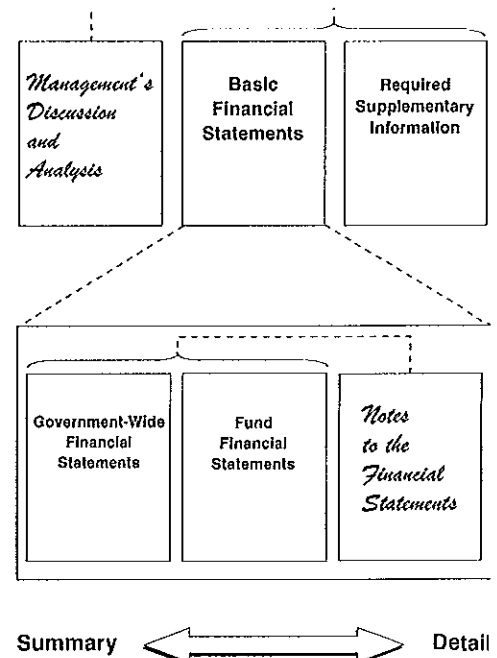 Management's
Discussion
and
Analysis
Basic
Financial
Statements
Required
Supplementary
Information
Government-Wide
Financial
Statements
Fund
Financial
Statements
Notes
to the
Financial
Statements
Summary
Detail